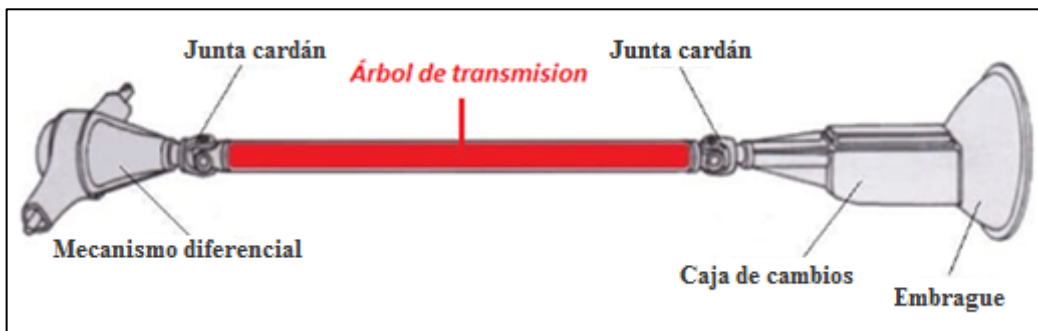 Junta cardán
Junta cardán
Árbol de transmision
Mecanismo diferencial
Caja de cambios
Embrague